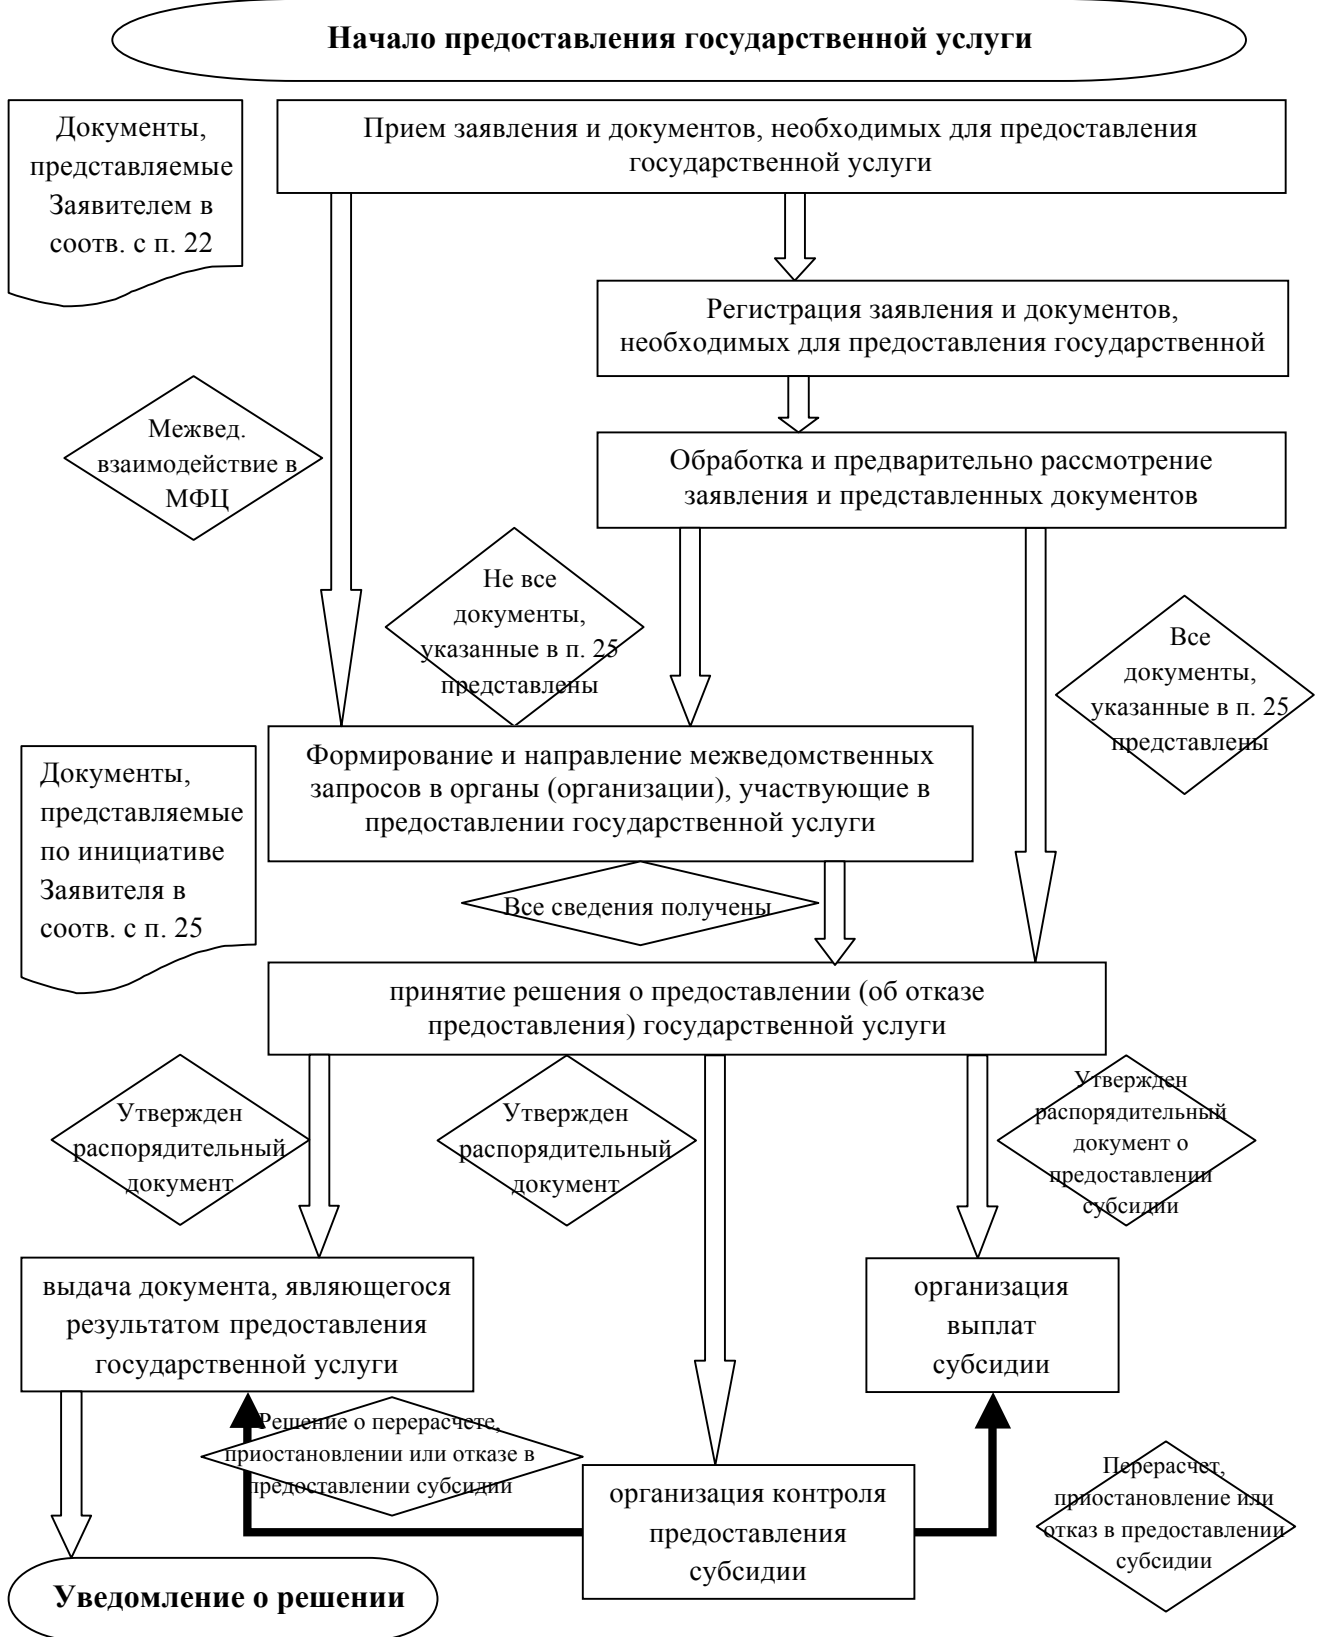 Начало предоставления государственной услуги
Документы,
представляемые
Заявителем в
соотв. с п. 22
Прием заявления и документов, необходимых для предоставления
государственной услуги
Регистрация заявления и документов,
необходимых для предоставления государственной
Межвед.
взаимодействие в
МФЦ
Обработка и предварительно рассмотрение
заявления и представленных документов
Не все
документы,
указанные в п. 25
представлены
Все
документы,
указанные в п. 25
представлены
Формирование и направление межведомственных
запросов в органы (организации), участвующие в
предоставлении государственной услуги
Документы,
представляемые
по инициативе
Заявителя в
соотв. с п. 25
Все сведения получены
принятие решения о предоставлении (об отказе
предоставления) государственной услуги
Утвержден
распорядительный
документ
Утвержден
распорядительный
документ
Утвержден
распорядительный
документ о
предоставлении
субсидии
выдача документа, являющегося
результатом предоставления
государственной услуги
организация
выплат
субсидии
Решение о перерасчете,
приостановлении или отказе в
предоставлении субсидии
организация контроля
предоставления
субсидии
Перерасчет,
приостановление или
отказ в предоставлении
субсидии
Уведомление о решении